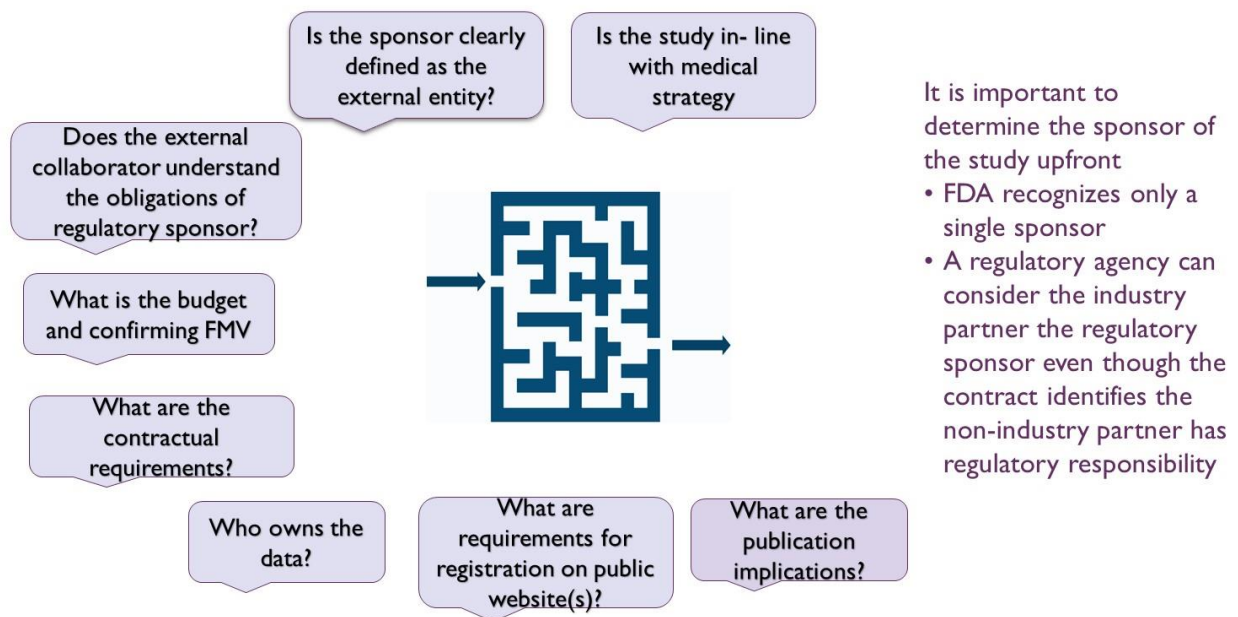 Is the sponsor clearly
defined as the
external entity?
Is the study in- line
with medical
strategy
Does the external
collaborator understand
the obligations of
regulatory sponsor?
What is the budget
and confirming FMV
What are the
contractual
requirements?
Who owns the
data?
What are
requirements for
registration on public
website(s)?
What are the
publication
implications?
It is important to
determine the sponsor of
the study upfront
• FDA recognizes only a
single sponsor
• A regulatory agency can
consider the industry
partner the regulatory
sponsor even though the
contract identifies the
non-industry partner has
regulatory responsibility